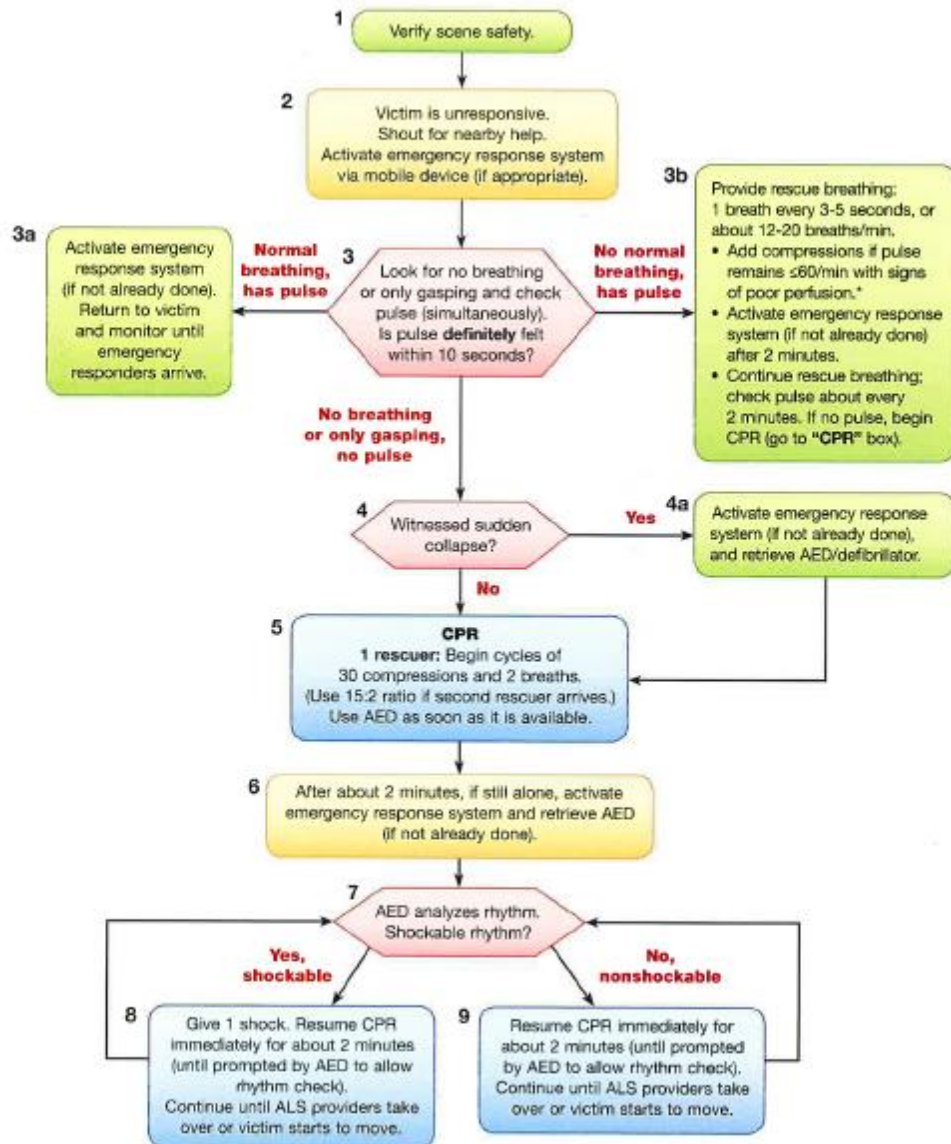 1
Verify scene safety.
2
Victim is unresponsive.
Shout for nearby help.
Activate emergency response system
via mobile device (if appropriate).
3a
Activate emergency
response system
(if not already done).
Return to victim
and monitor until
emergency
responders arrive.
Normal
breathing,
has pulse
3
Look for no breathing
or only gasping and check
pulse (simultaneously).
Is pulse definitely felt
within 10 seconds?
No normal
breathing,
has pulse
3b
Provide rescue breathing:
1 breath every 3-5 seconds, or
about 12-20 breaths/min.
• Add compressions if pulse
remains ≤60/min with signs
of poor perfusion.*
• Activate emergency response
system (if not already done)
after 2 minutes.
• Continue rescue breathing;
check pulse about every
2 minutes. If no pulse, begin
CPR (go to “CPR” box).
No breathing
or only gasping,
no pulse
4
Witnessed sudden
collapse?
Yes
4a
Activate emergency response
system (if not already done),
and retrieve AED/defibrillator.
No
5
CPR
1 rescuer: Begin cycles of
30 compressions and 2 breaths.
(Use 15:2 ratio if second rescuer arrives.)
Use AED as soon as it is available.
6
After about 2 minutes, if still alone, activate
emergency response system and retrieve AED
(if not already done).
7
AED analyzes rhythm.
Shockable rhythm?
Yes,
shockable
No,
nonshockable
8
Give 1 shock. Resume CPR
immediately for about 2 minutes
(until prompted by AED to allow
rhythm check).
Continue until ALS providers take
over or victim starts to move.
9
Resume CPR immediately for
about 2 minutes (until prompted
by AED to allow rhythm check).
Continue until ALS providers take
over or victim starts to move.